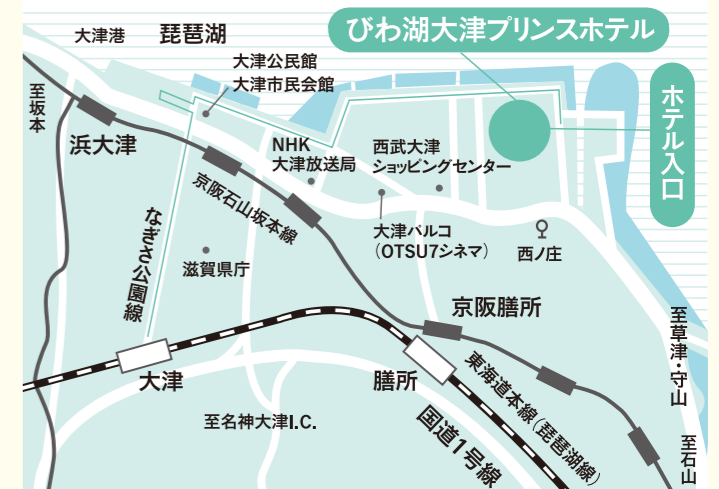 大津港
琵琶湖
びわ湖大津プリンスホテル
大津公民館
大津市民会館
至坂本
浜大津
ホテル入口
NHK
大津放送局
西武大津
ショッピングセンター
京阪石山坂本線
なぎさ公園線
大津パルコ
（OTSU7シネマ）
西ノ庄
滋賀県庁
京阪膳所
至草津・守山
大津
膳所
東海道本線（琵琶湖線）
至名神大津I.C.
国道1号線
至石山